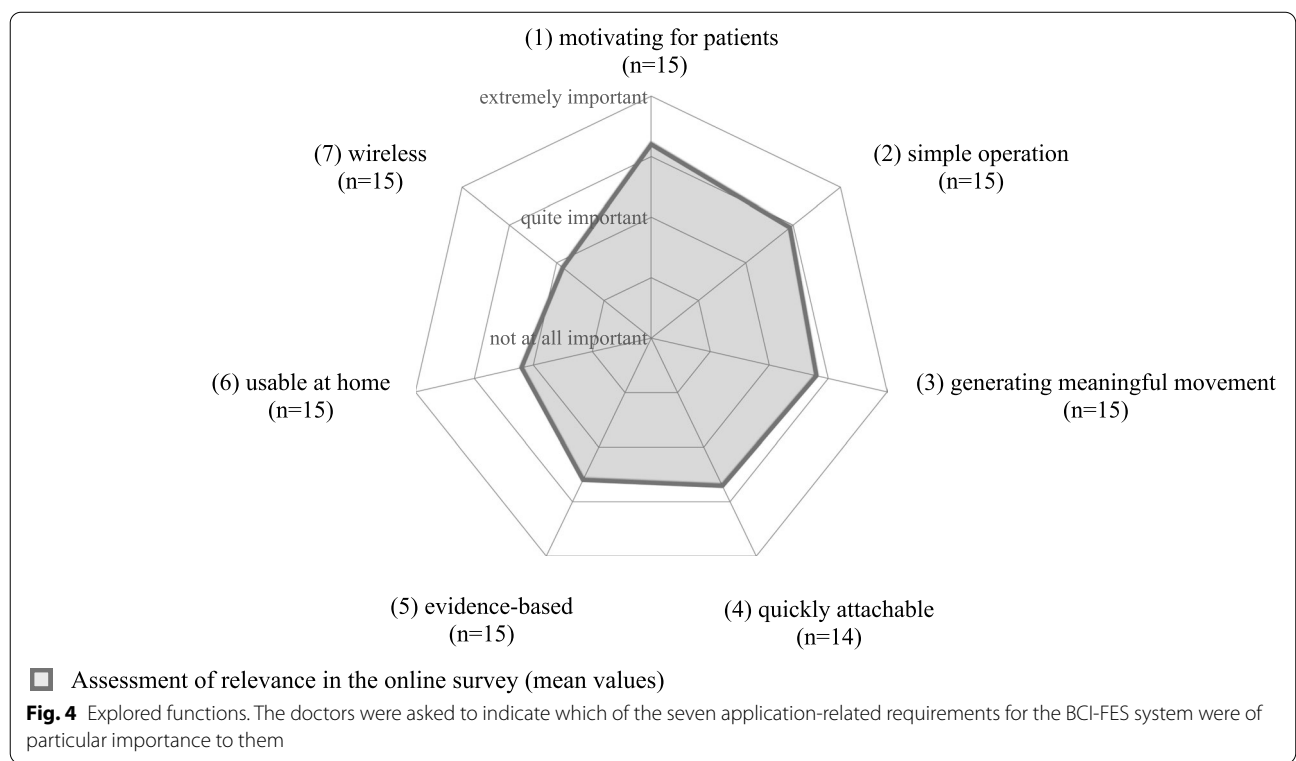 (1) motivating for patients
(n=15)
extremely important
(7) wireless
(n=15)
(2) simple operation
(n=15)
quite important
not at all important
(6) usable at home
(n=15)
(3) generating meaningful movement
(n=15)
(5) evidence-based
(n=15)
(4) quickly attachable
(n=14)
Assessment of relevance in the online survey (mean values)
Fig. 4 Explored functions. The doctors were asked to indicate which of the seven application-related requirements for the BCI-FES system were of
particular importance to them